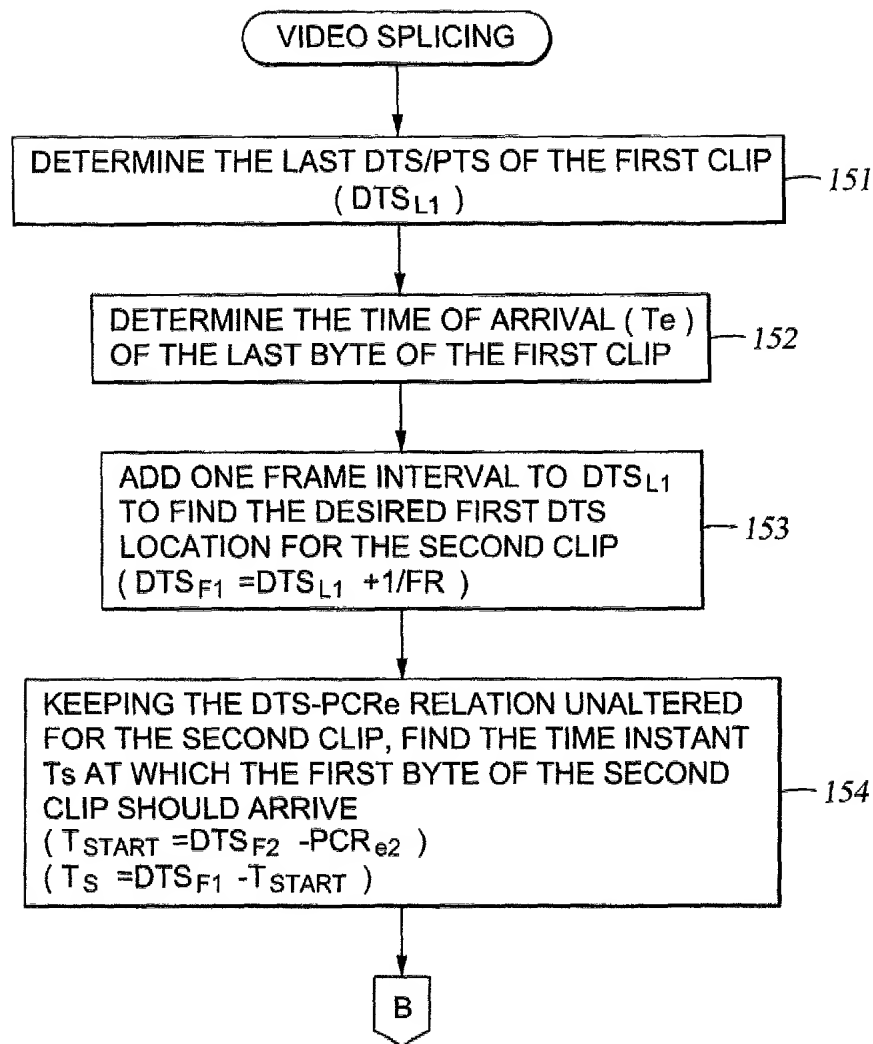 VIDEO SPLICING
DETERMINE THE LAST DTS/PTS OF THE FIRST CLIP
( DTSL1 )
151
DETERMINE THE TIME OF ARRIVAL ( Te )
OF THE LAST BYTE OF THE FIRST CLIP
152
ADD ONE FRAME INTERVAL TO DTSL1
TO FIND THE DESIRED FIRST DTS
LOCATION FOR THE SECOND CLIP
( DTSF1 =DTSL1 +1/FR )
153
KEEPING THE DTS-PCRe RELATION UNALTERED
FOR THE SECOND CLIP, FIND THE TIME INSTANT
Ts AT WHICH THE FIRST BYTE OF THE SECOND
CLIP SHOULD ARRIVE
( TSTART =DTSF2 -PCRe2 )
( TS =DTSF1 -TSTART )
154
B